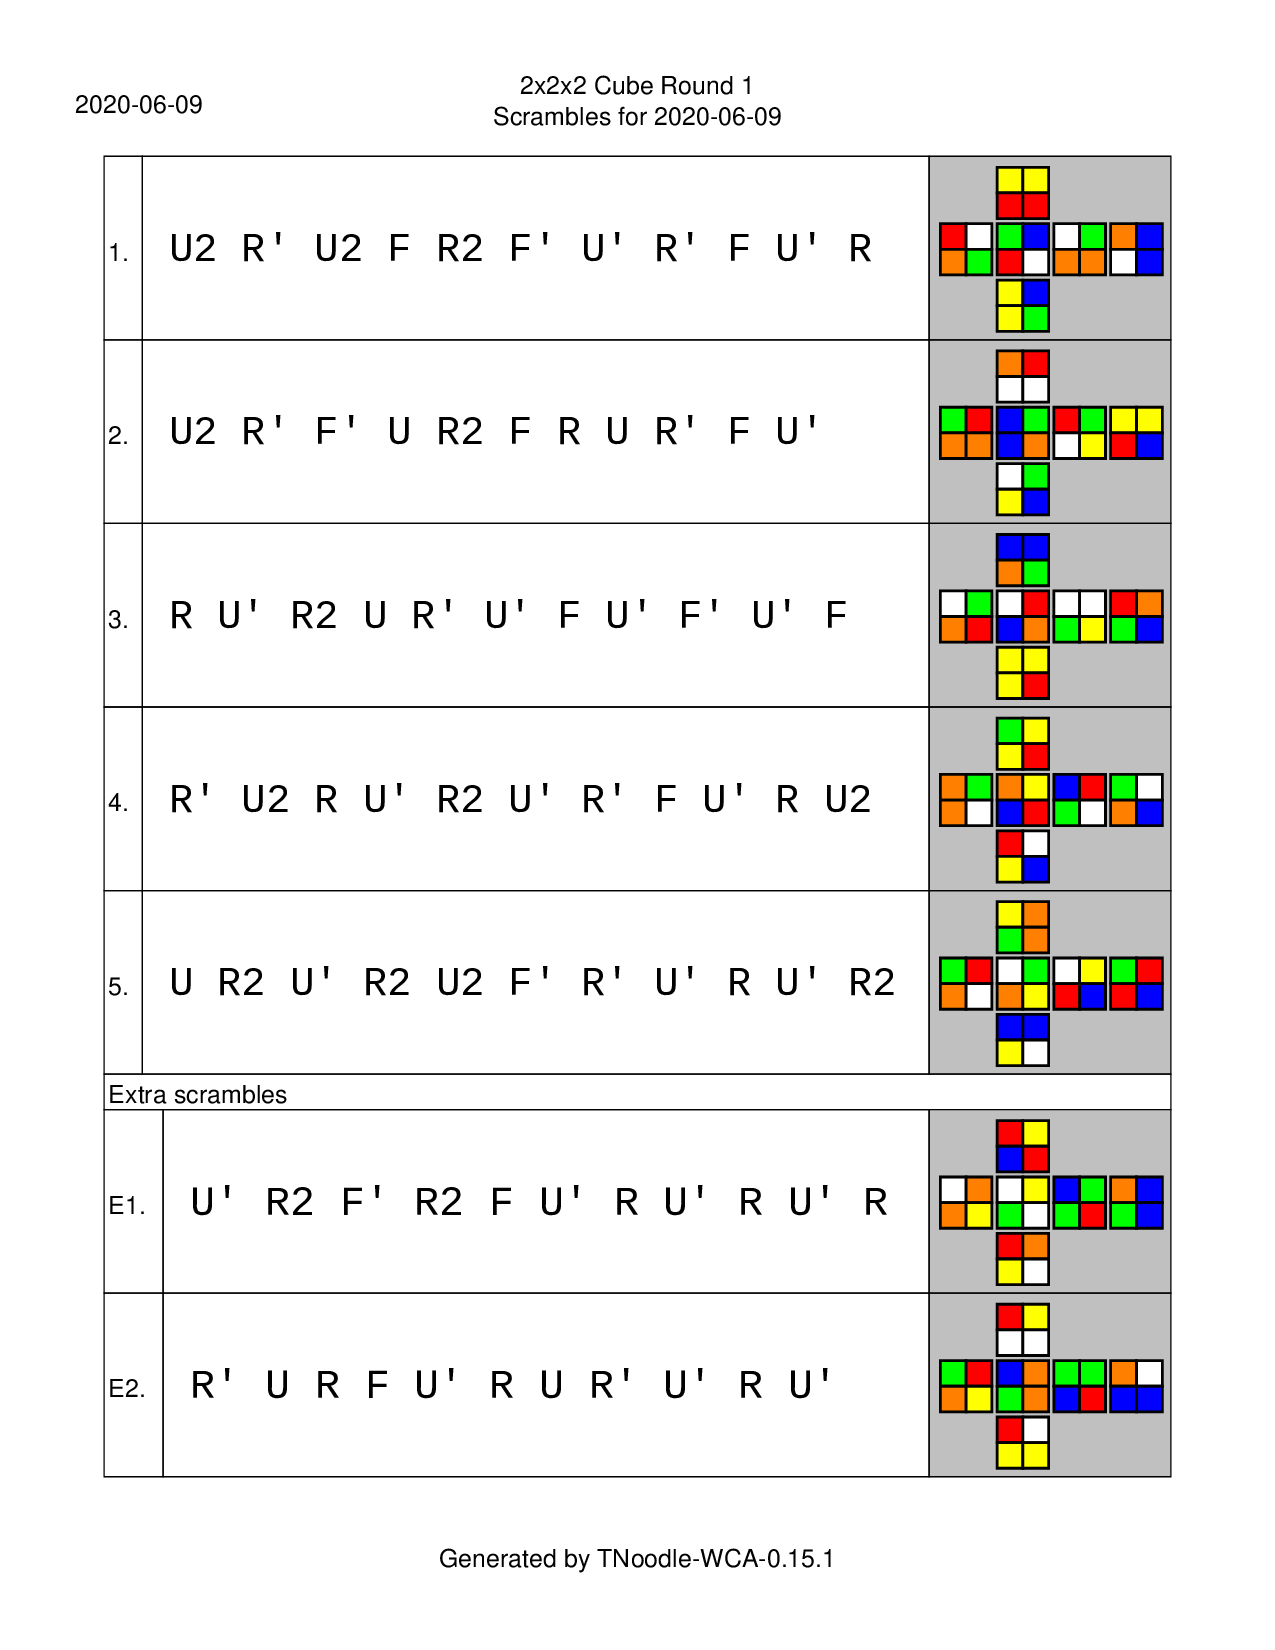 2020-06-09
2x2x2 Cube Round 1
Scrambles for 2020-06-09
1. U2 R' U2 F R2 F' U' R' F U' R
2. U2 R' F' U R2 F R U R' F U'
3. R U' R2 U R' U' F U' F' U' F
4. R' U2 R U' R2 U' R' F U' R U2
5. U R2 U' R2 U2 F' R' U' R U' R2
Extra scrambles
E1. U' R2 F' R2 F U' R U' R U' R
E2. R' U R F U' R U R' U' R U'
Generated by TNoodle-WCA-0.15.1